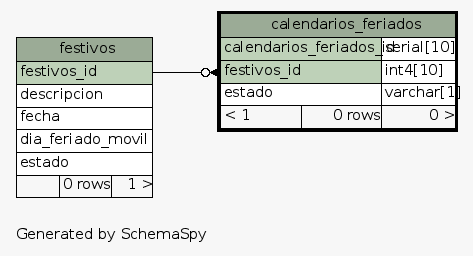 festivos
festivos_id
descripcion
fecha
dia_feriado_movil
estado
0 rows 1 >
calendarios_feriados
calendarios_feriados_id serial[10]
festivos_id int4[10]
estado varchar[1]
< 1 0 rows 0 >
Generated by SchemaSpy